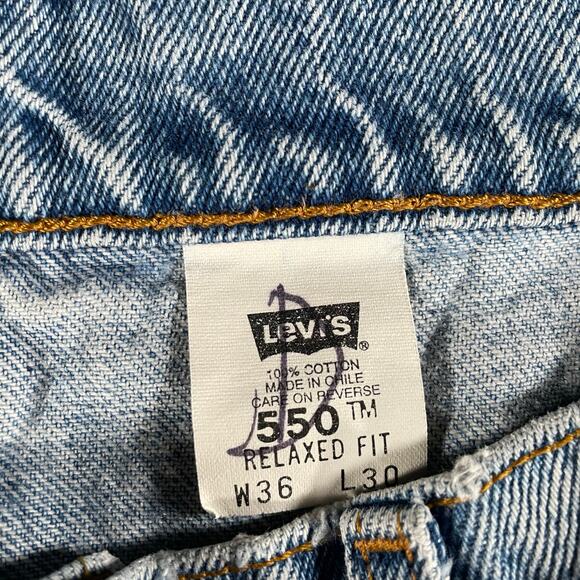 Levi's ®
100% COTTON
MADE IN CHILE
CARE ON REVERSE
550 ™
RELAXED FIT
W36 L30